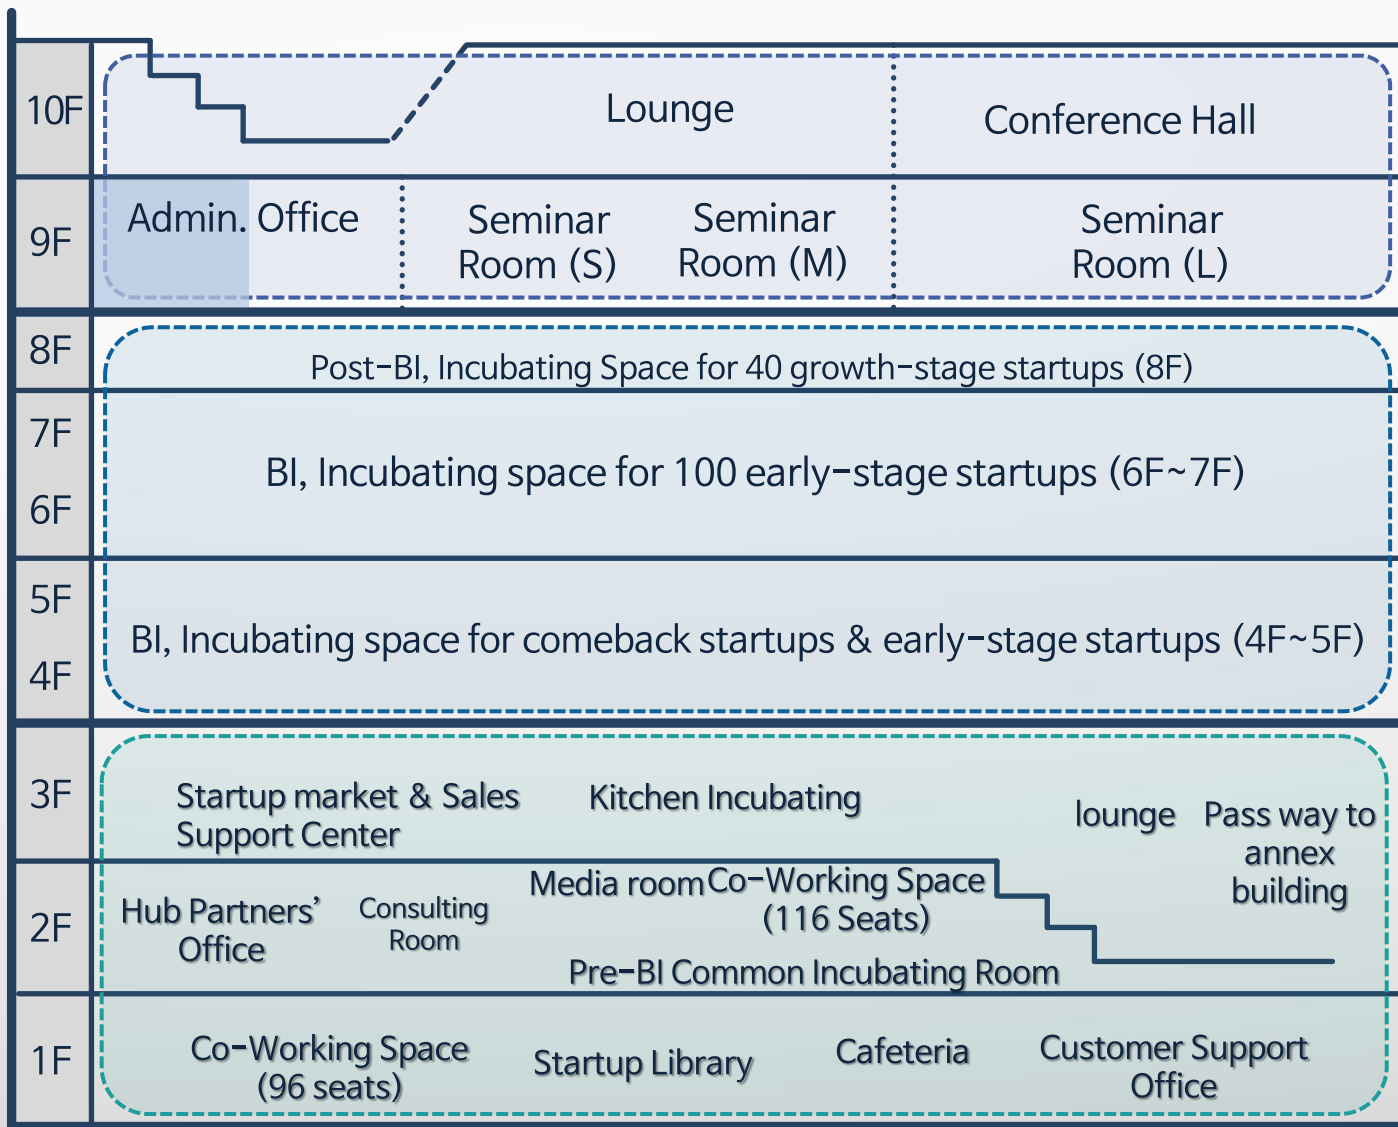 10F
Lounge
Conference Hall
9F
Admin. Office
Seminar
Room (S)
Seminar
Room (M)
Seminar
Room (L)
8F
Post-BI, Incubating Space for 40 growth-stage startups (8F)
7F
6F
BI, Incubating space for 100 early-stage startups (6F~7F)
5F
4F
BI, Incubating space for comeback startups & early-stage startups (4F~5F)
3F
Startup market & Sales
Support Center
Kitchen Incubating
lounge
Pass way to
annex
building
2F
Hub Partners’
Office
Consulting
Room
Media room
Co-Working Space
(116 Seats)
Pre-BI Common Incubating Room
1F
Co-Working Space
(96 seats)
Startup Library
Cafeteria
Customer Support
Office